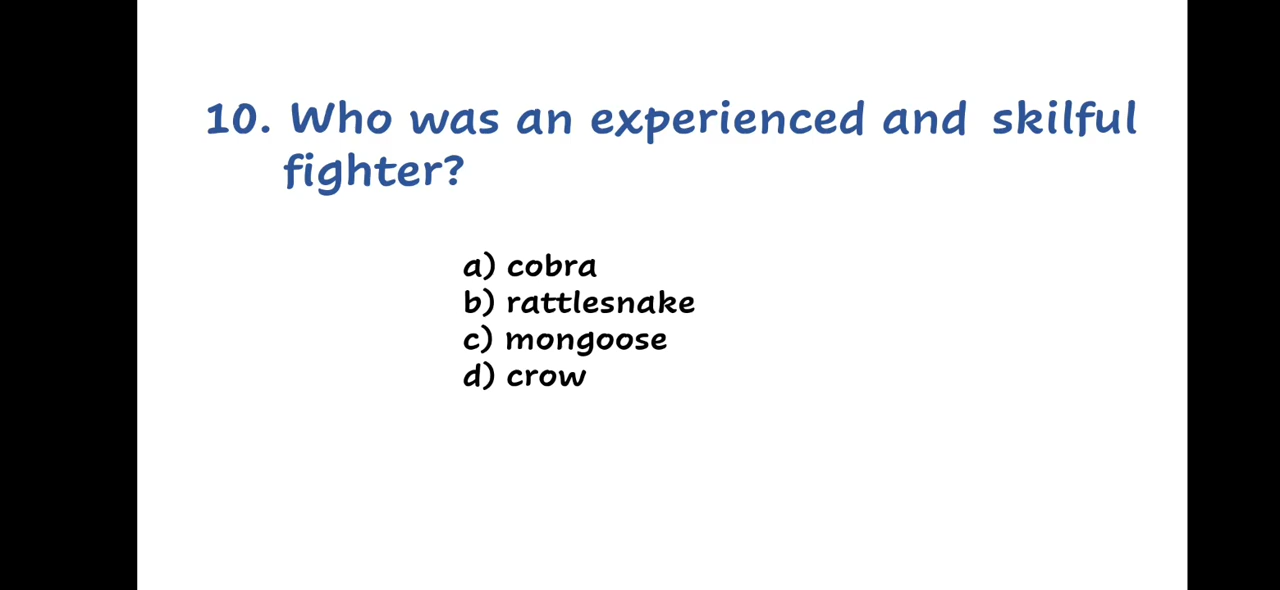 10. Who was an experienced and skilful
fighter?
a) cobra
b) rattlesnake
c) mongoose
d) crow